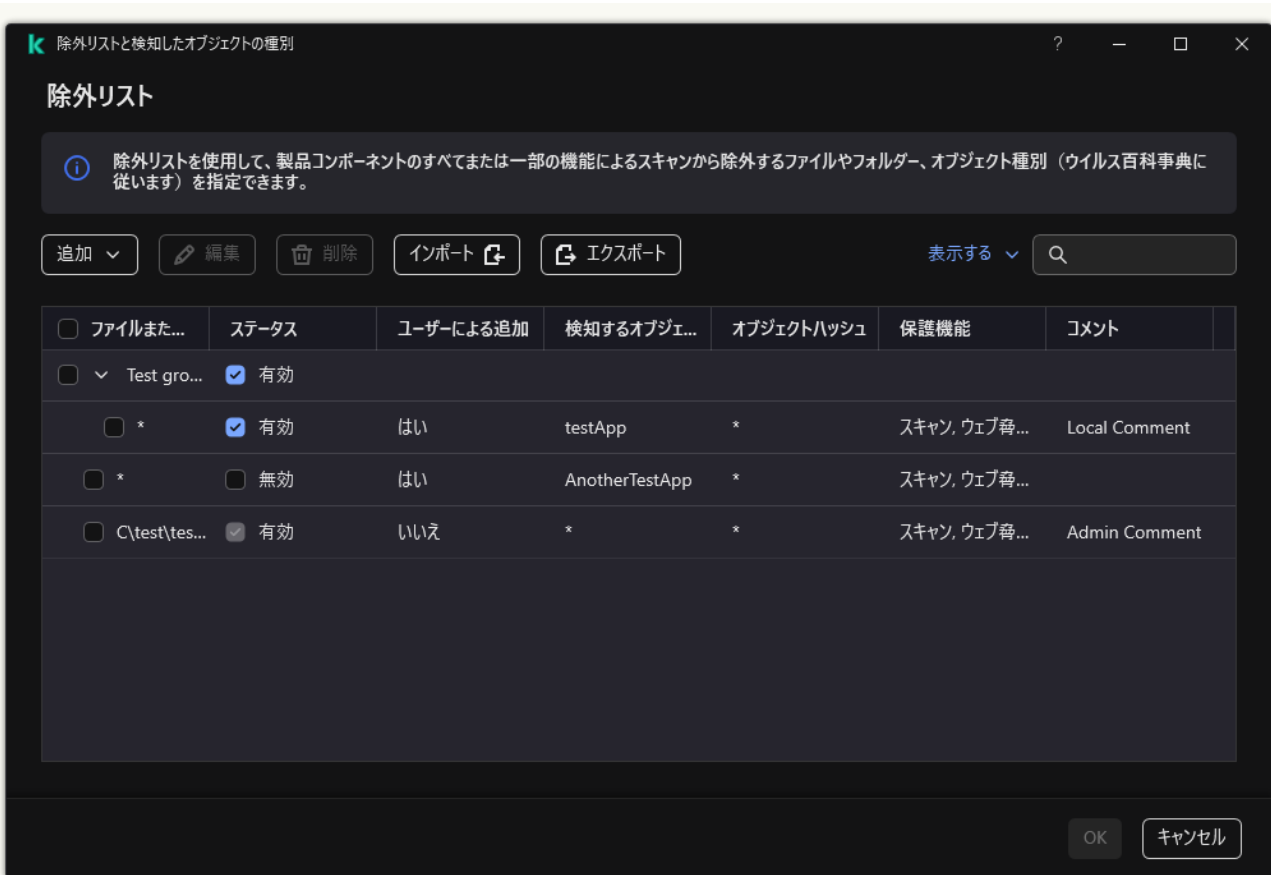 除外リストと検知したオブジェクトの種別
?
除外リスト
除外リストを使用して、製品コンポーネントのすべてまたは一部の機能によるスキャンから除外するファイルやフォルダー、オブジェクト種別（ウイルス百科事典に
従います）を指定できます。
追加 編集 削除 インポート エクスポート 表示する
ファイルまた... ステータス ユーザーによる追加 検知するオブジェ... オブジェクトハッシュ 保護機能 コメント
Test gro... 有効
* 有効 はい testApp * スキャン, ウェブ脅... Local Comment
* 無効 はい AnotherTestApp * スキャン, ウェブ脅...
C\test\tes... 有効 いいえ * * スキャン, ウェブ脅... Admin Comment
OK キャンセル